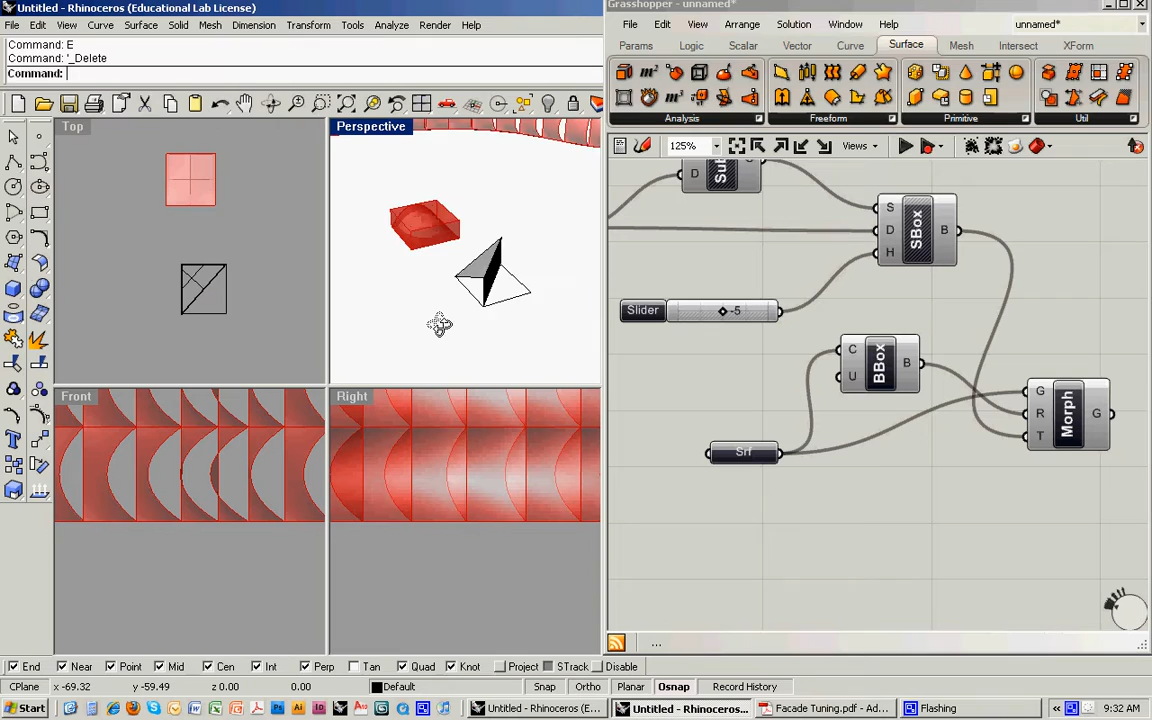 Untitled - Rhinoceros (Educational Lab License)
File Edit View Curve Surface Solid Mesh Dimension Transform Tools Analyze Render Help
Command: E
Command: '_Delete
Command:
Top
Perspective
Front
Right
End Near Point Mid Cen Int Perp Tan Quad Knot Project STrack Disable
CPlane x -69.32 y -59.49 z 0.00 0.00 Default Snap Ortho Planar Osnap Record History
Grasshopper - unnamed*
File Edit View Arrange Solution Window Help unnamed*
Params Logic Scalar Vector Curve Surface Mesh Intersect XForm
Analysis Freeform Primitive Util
125% Views
D
S
D SBox B
H
Slider -5
C
U BBox B
G
R Morph G
T
Srf
...
Start Untitled - Rhinoceros (E... Untitled - Rhinoceros... Facade Tuning.pdf - Ad... Flashing 9:32 AM